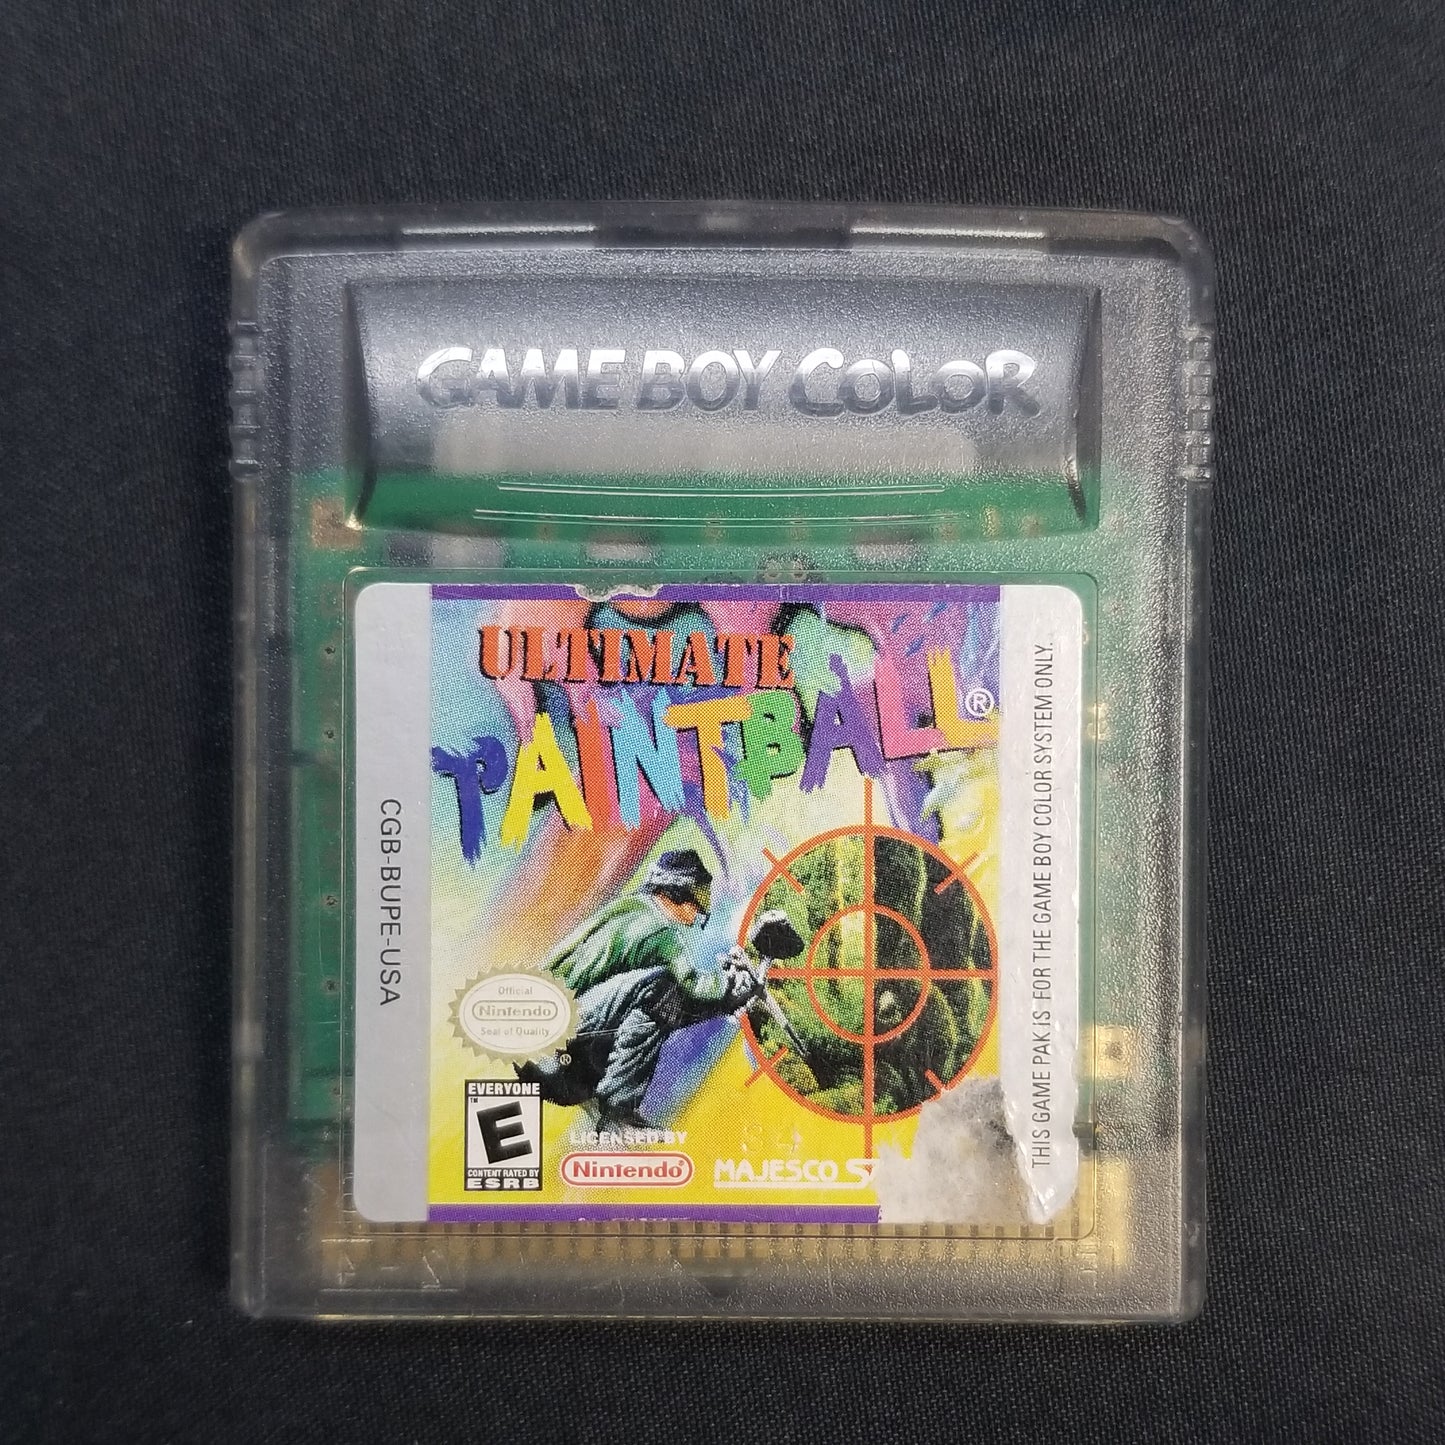 GAME BOY COLOR
ULTIMATE
PAINTBALL®
CGB-BUPE-USA
THIS GAME PAK IS FOR THE GAME BOY COLOR SYSTEM ONLY.
Official
Nintendo
Seal of Quality
®
EVERYONE
™
E
CONTENT RATED BY
ESRB
LICENSED BY
Nintendo®
MAJESCO